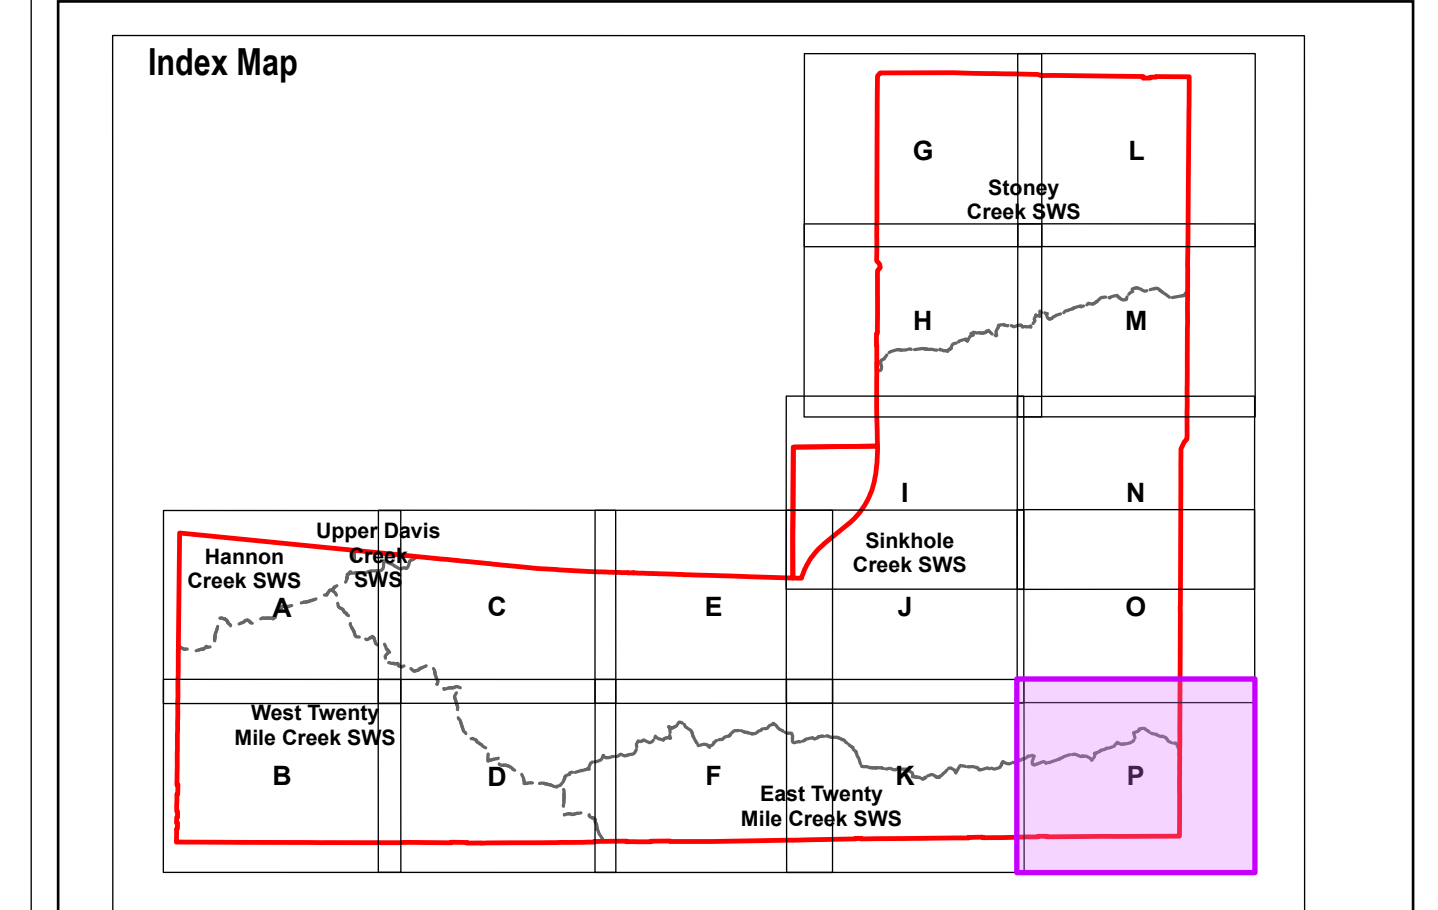 Index Map
G
L
Stoney
Creek SWS
H
M
I
N
Upper Davis
Creek
SWS
Hannon
Creek SWS
Sinkhole
Creek SWS
A
C
E
J
O
West Twenty
Mile Creek SWS
B
D
F
K
P
East Twenty
Mile Creek SWS